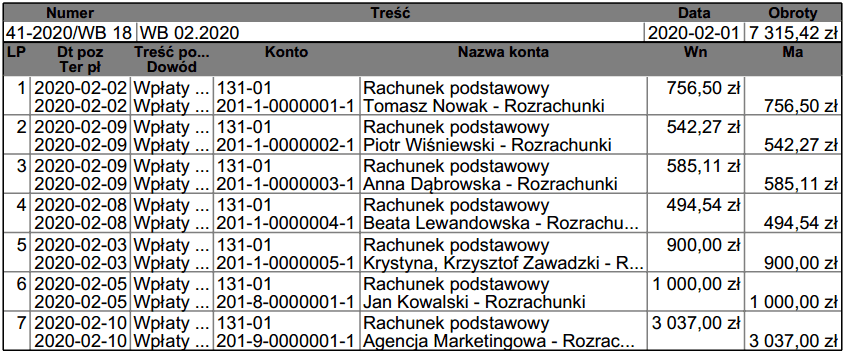 Numer Treść Data Obroty
41-2020/WB 18 WB 02.2020 2020-02-01 7 315,42 zł
LP Dt poz Treść po... Konto Nazwa konta Wn Ma
Ter pł Dowód
1 2020-02-02 Wpłaty ... 131-01 Rachunek podstawowy 756,50 zł
2020-02-02 Wpłaty ... 201-1-0000001-1 Tomasz Nowak - Rozrachunki 756,50 zł
2 2020-02-09 Wpłaty ... 131-01 Rachunek podstawowy 542,27 zł
2020-02-09 Wpłaty ... 201-1-0000002-1 Piotr Wiśniewski - Rozrachunki 542,27 zł
3 2020-02-09 Wpłaty ... 131-01 Rachunek podstawowy 585,11 zł
2020-02-09 Wpłaty ... 201-1-0000003-1 Anna Dąbrowska - Rozrachunki 585,11 zł
4 2020-02-08 Wpłaty ... 131-01 Rachunek podstawowy 494,54 zł
2020-02-08 Wpłaty ... 201-1-0000004-1 Beata Lewandowska - Rozrachu... 494,54 zł
5 2020-02-03 Wpłaty ... 131-01 Rachunek podstawowy 900,00 zł
2020-02-03 Wpłaty ... 201-1-0000005-1 Krystyna, Krzysztof Zawadzki - R... 900,00 zł
6 2020-02-05 Wpłaty ... 131-01 Rachunek podstawowy 1 000,00 zł
2020-02-05 Wpłaty ... 201-8-0000001-1 Jan Kowalski - Rozrachunki 1 000,00 zł
7 2020-02-10 Wpłaty ... 131-01 Rachunek podstawowy 3 037,00 zł
2020-02-10 Wpłaty ... 201-9-0000001-1 Agencja Marketingowa - Rozrac... 3 037,00 zł